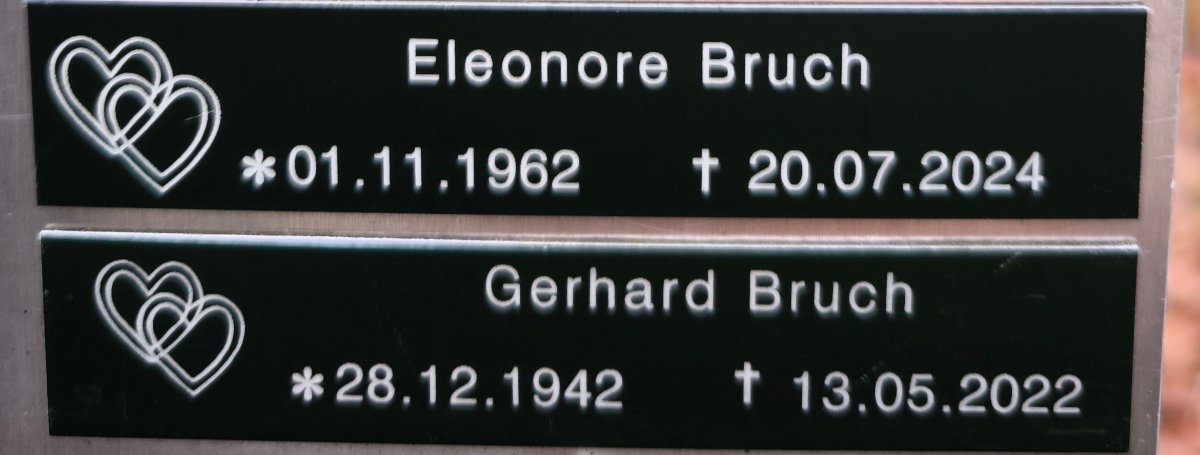 Eleonore Bruch
*01.11.1962 † 20.07.2024
Gerhard Bruch
*28.12.1942 † 13.05.2022